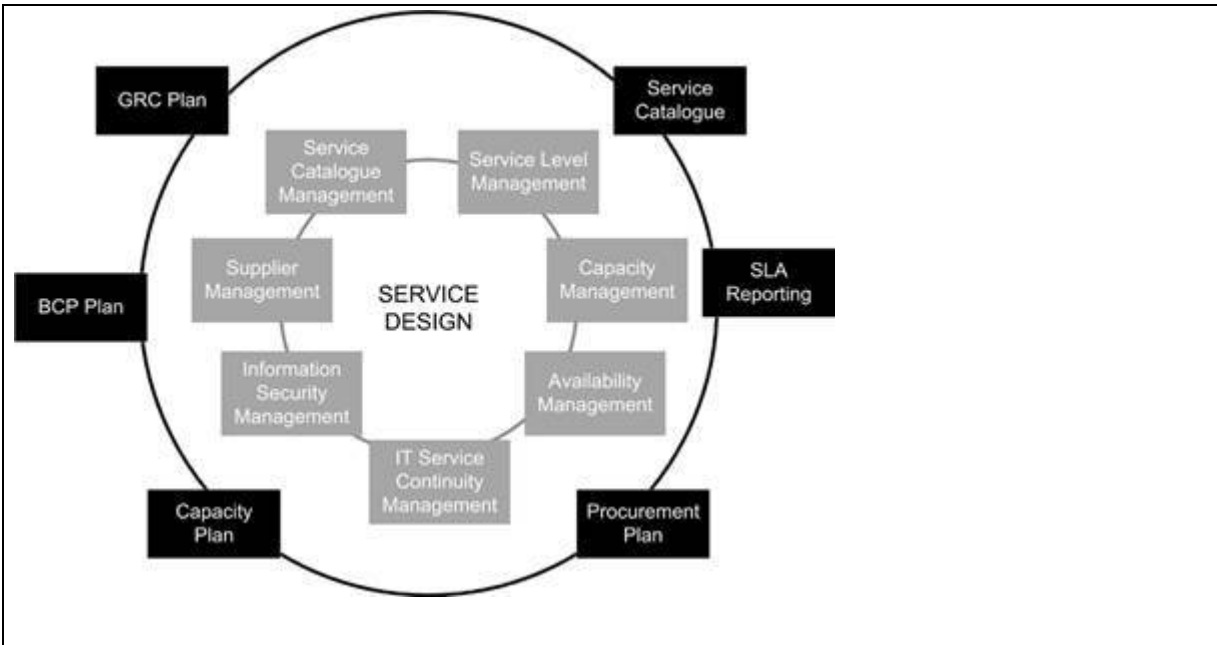 GRC Plan
Service
Catalogue
Service
Catalogue
Management
Service Level
Management
Supplier
Management
SERVICE
DESIGN
Capacity
Management
SLA
Reporting
BCP Plan
Information
Security
Management
Availability
Management
IT Service
Continuity
Management
Capacity
Plan
Procurement
Plan